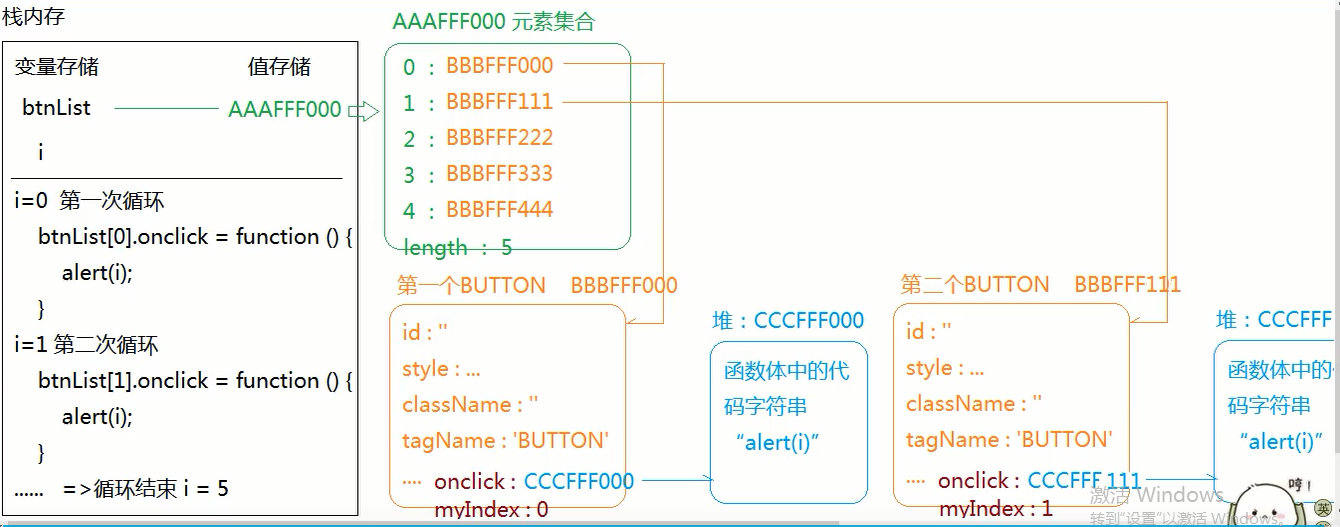 栈内存
变量存储 值存储
btnList AAAFFF000
i
i=0 第一次循环
btnList[0].onclick = function () {
alert(i);
}
i=1 第二次循环
btnList[1].onclick = function () {
alert(i);
}
...... =>循环结束 i = 5
AAAFFF000 元素集合
0 : BBBFFF000
1 : BBBFFF111
2 : BBBFFF222
3 : BBBFFF333
4 : BBBFFF444
length : 5
第一个BUTTON BBBFFF000
id : ''
style : ...
className : ''
tagName : 'BUTTON'
.... onclick : CCCFFF000
myIndex : 0
堆：CCCFFF000
函数体中的代
码字符串
“alert(i)”
第二个BUTTON BBBFFF111
id : ''
style : ...
className : ''
tagName : 'BUTTON'
.... onclick : CCCFFF 111
myIndex : 1
堆：CCCFFF
函数体中的
码字符串
“alert(i)”
激活 Windows
转到"设置"以激活 Windows。
哼！
英